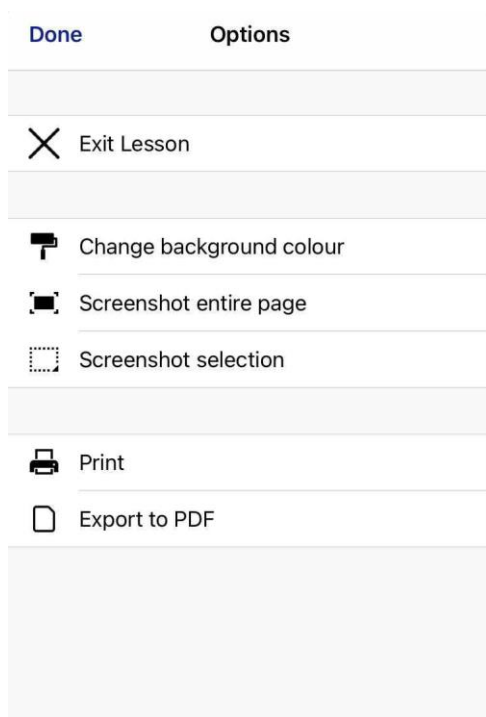 Done Options
Exit Lesson
Change background colour
Screenshot entire page
Screenshot selection
Print
Export to PDF